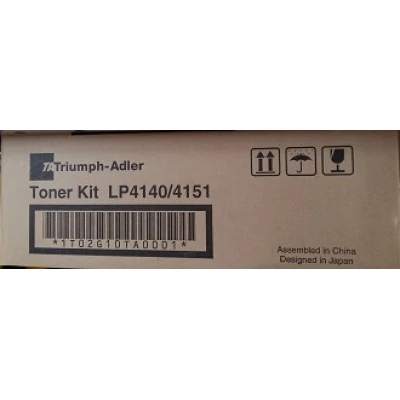 TA Triumph-Adler
Toner Kit LP4140/4151
*1T02G10TA0001*
Assembled in China
Designed in Japan